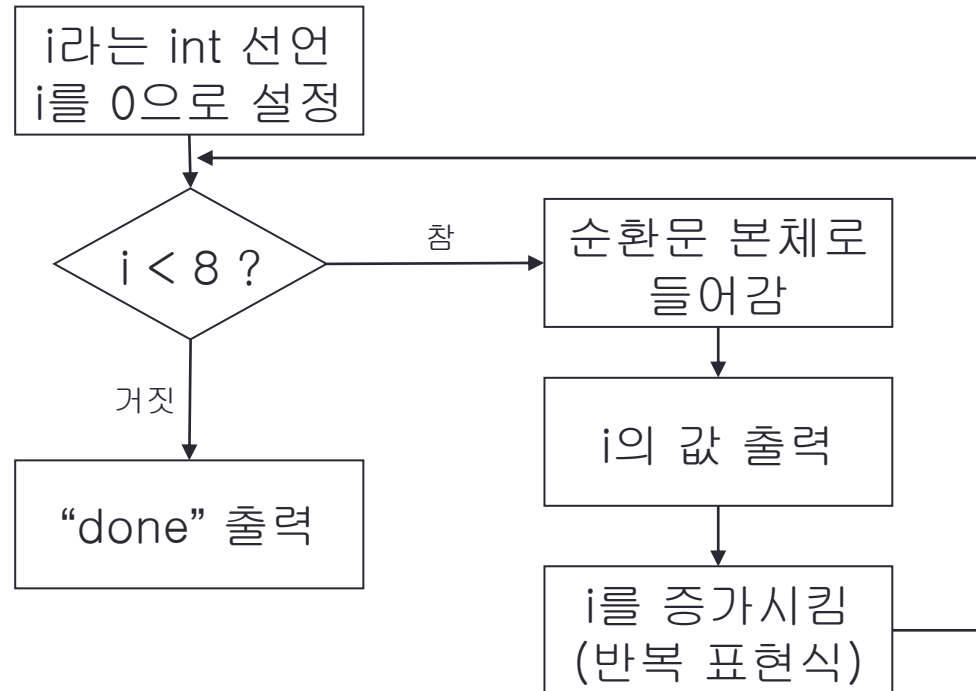 i라는 int 선언
i를 0으로 설정
i < 8 ?
참
순환문 본체로
들어감
거짓
i의 값 출력
“done” 출력
i를 증가시킴
(반복 표현식)